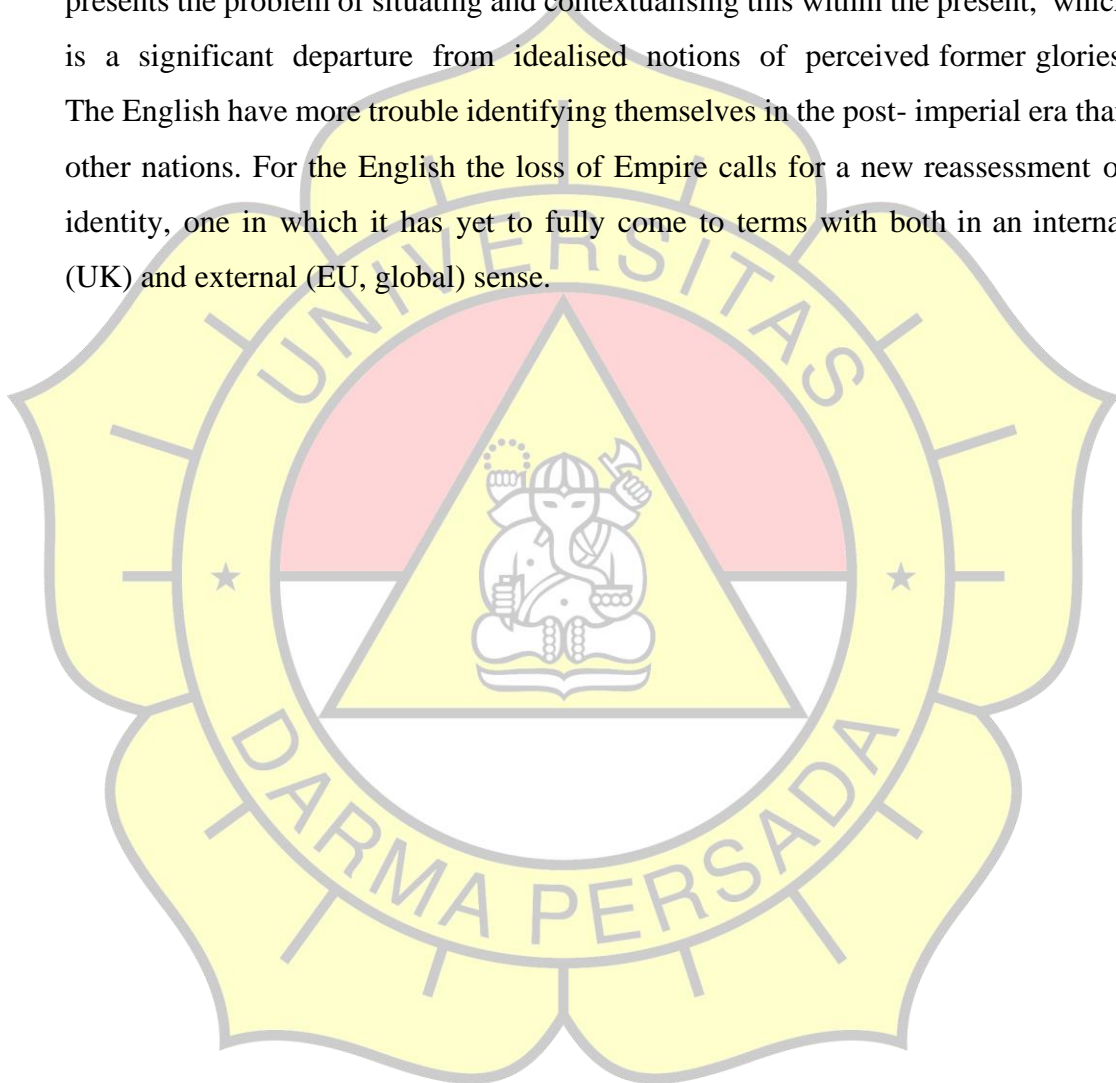 presents the problem of situating and contextualising this within the present, which
is a significant departure from idealised notions of perceived former glories
The English have more trouble identifying themselves in the post- imperial era than
other nations. For the English the loss of Empire calls for a new reassessment o
identity, one in which it has yet to fully come to terms with both in an interna
(UK) and external (EU, global) sense.
UNIVERSITAS
DARMA PERSADA